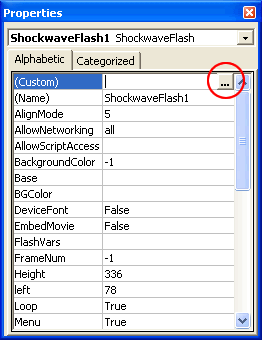 Properties
ShockwaveFlash1 ShockwaveFlash
Alphabetic Categorized
(Custom) ...
(Name) ShockwaveFlash1
AlignMode 5
AllowNetworking all
AllowScriptAccess
BackgroundColor -1
Base
BGColor
DeviceFont False
EmbedMovie False
FlashVars
FrameNum -1
Height 336
left 78
Loop True
Menu True